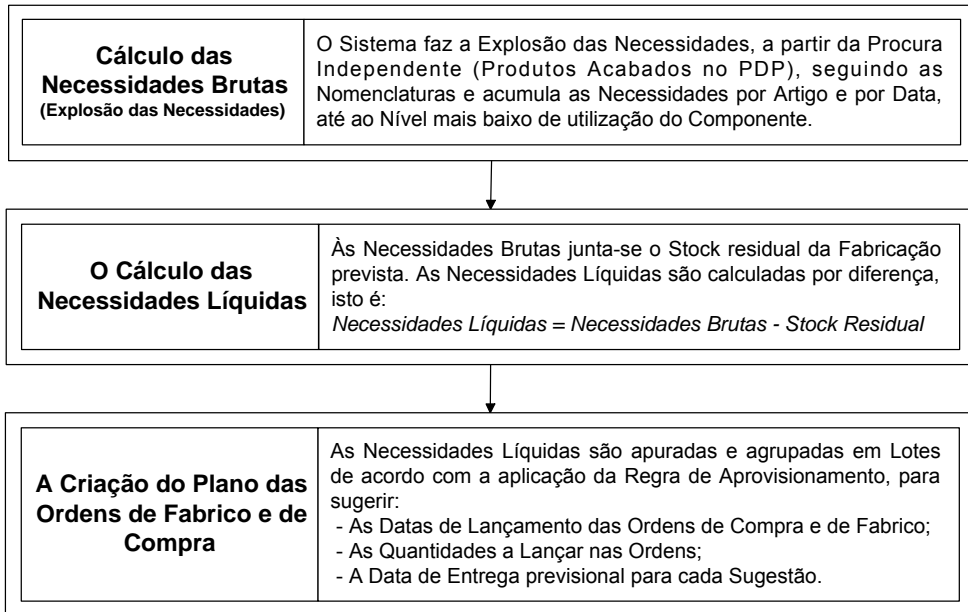 Cálculo das
Necessidades Brutas
(Explosão das Necessidades)
O Sistema faz a Explosão das Necessidades, a partir da Procura
Independente (Produtos Acabados no PDP), seguindo as
Nomenclaturas e acumula as Necessidades por Artigo e por Data,
até ao Nível mais baixo de utilização do Componente.
O Cálculo das
Necessidades Líquidas
Às Necessidades Brutas junta-se o Stock residual da Fabricação
prevista. As Necessidades Líquidas são calculadas por diferença,
isto é:
Necessidades Líquidas = Necessidades Brutas - Stock Residual
A Criação do Plano das
Ordens de Fabrico e de
Compra
As Necessidades Líquidas são apuradas e agrupadas em Lotes
de acordo com a aplicação da Regra de Aprovisionamento, para
sugerir:
- As Datas de Lançamento das Ordens de Compra e de Fabrico;
- As Quantidades a Lançar nas Ordens;
- A Data de Entrega previsional para cada Sugestão.